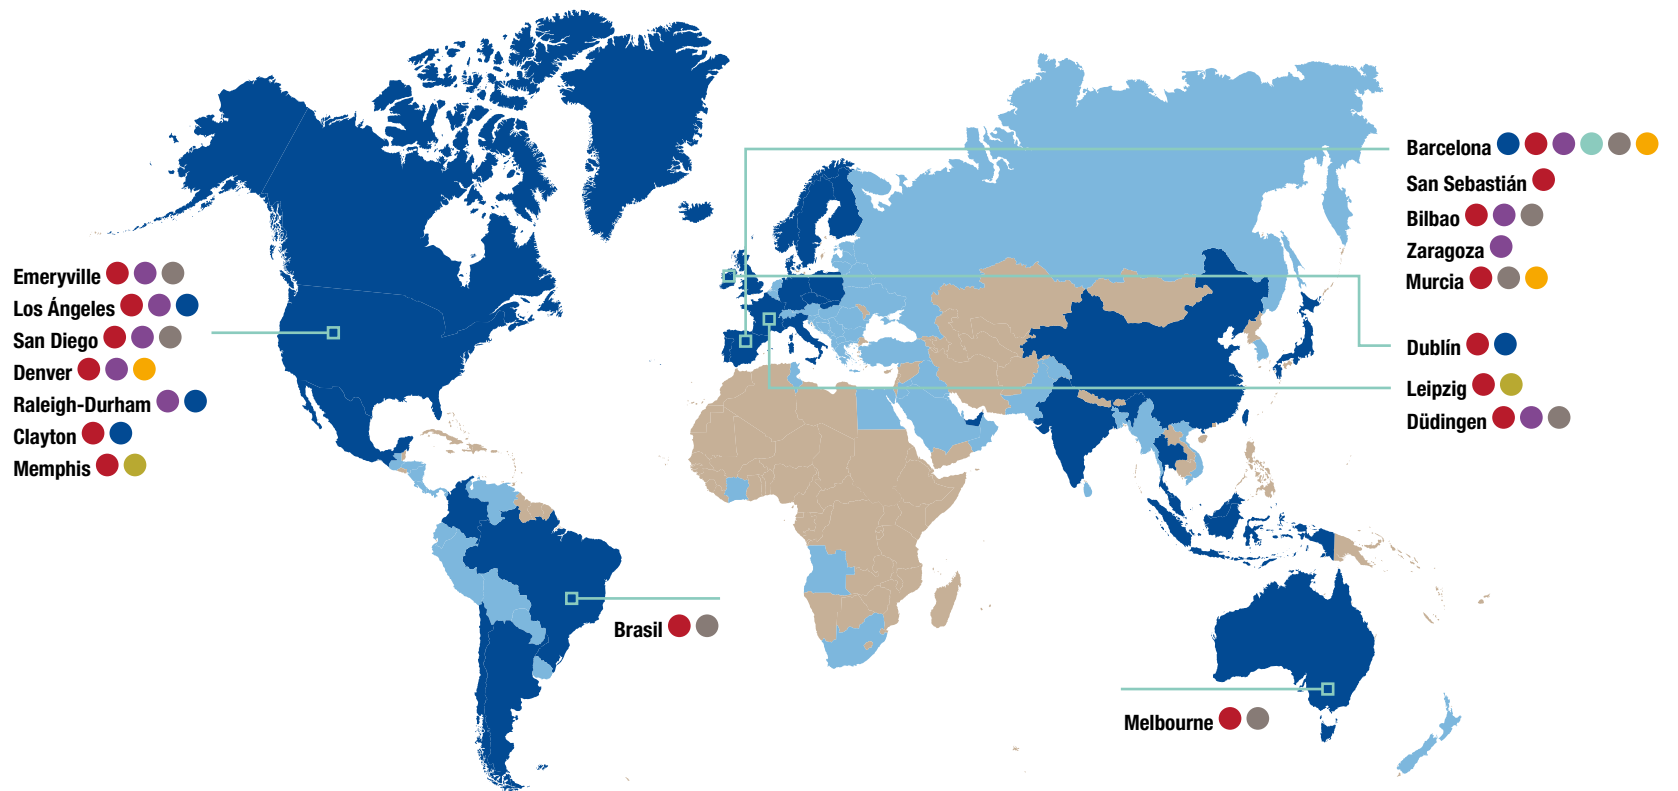 Emeryville
Los Ángeles
San Diego
Denver
Raleigh-Durham
Clayton
Memphis
Brasil
Barcelona
San Sebastián
Bilbao
Zaragoza
Murcia
Dublín
Leipzig
Düdingen
Melbourne